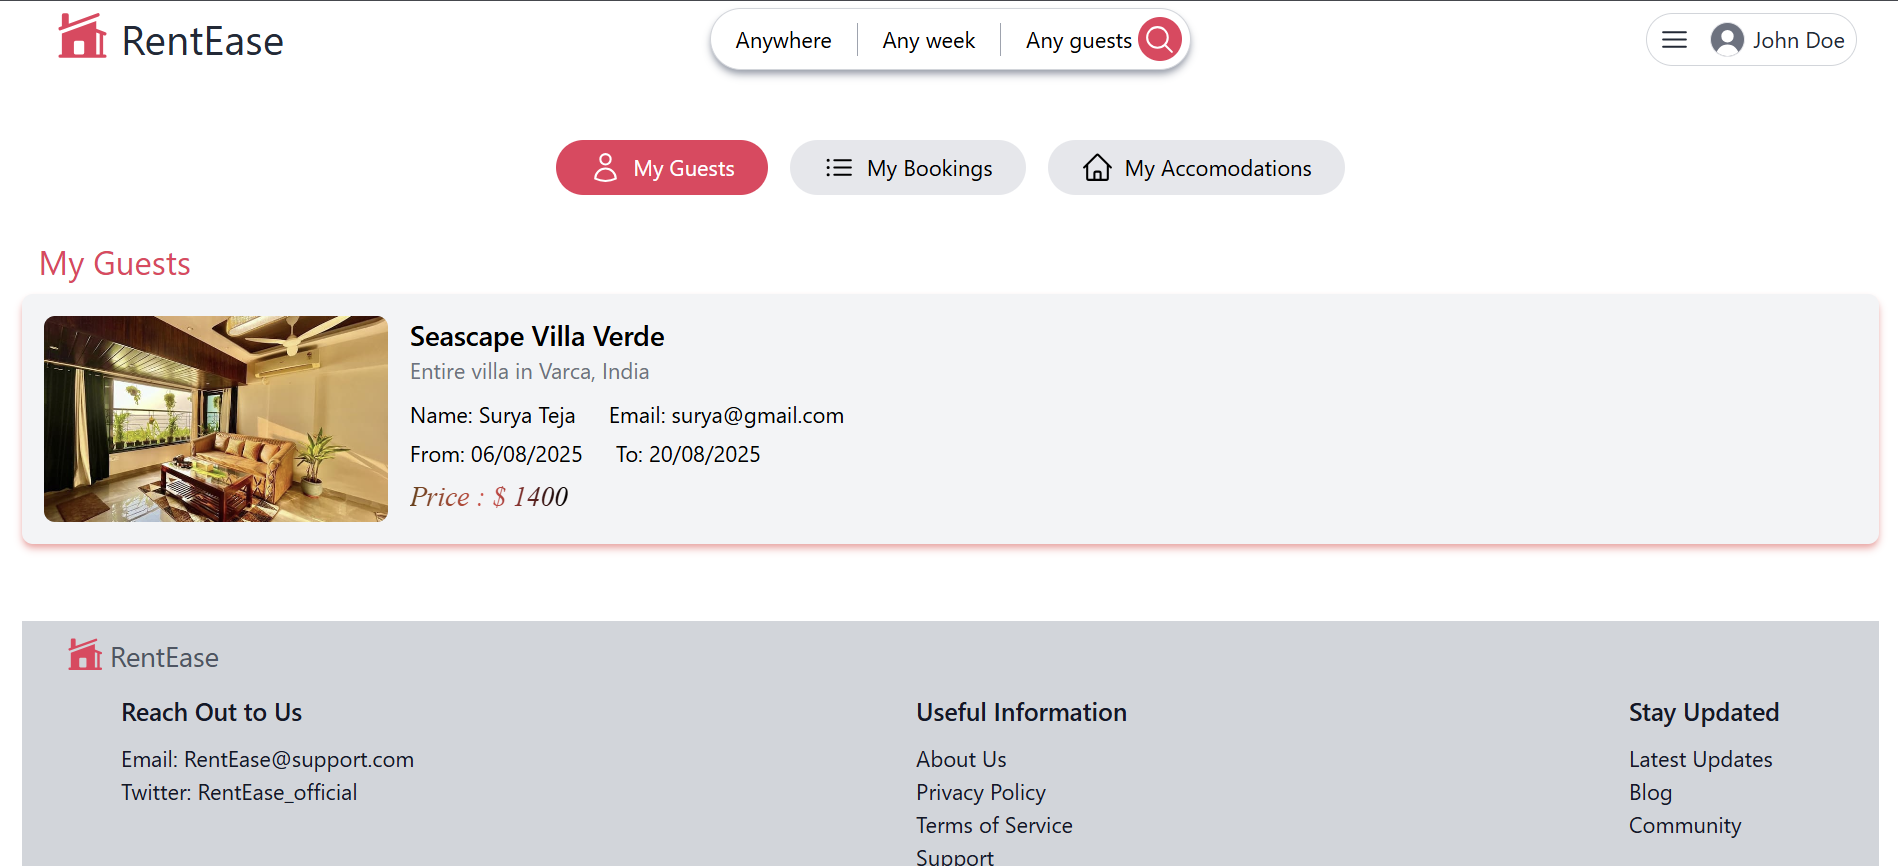 RentEase
Anywhere Any week Any guests
John Doe
My Guests My Bookings My Accomodations
My Guests
Seascape Villa Verde
Entire villa in Varca, India
Name: Surya Teja Email: surya@gmail.com
From: 06/08/2025 To: 20/08/2025
Price : $ 1400
RentEase
Reach Out to Us
Email: RentEase@support.com
Twitter: RentEase_official
Useful Information
About Us
Privacy Policy
Terms of Service
Support
Stay Updated
Latest Updates
Blog
Community